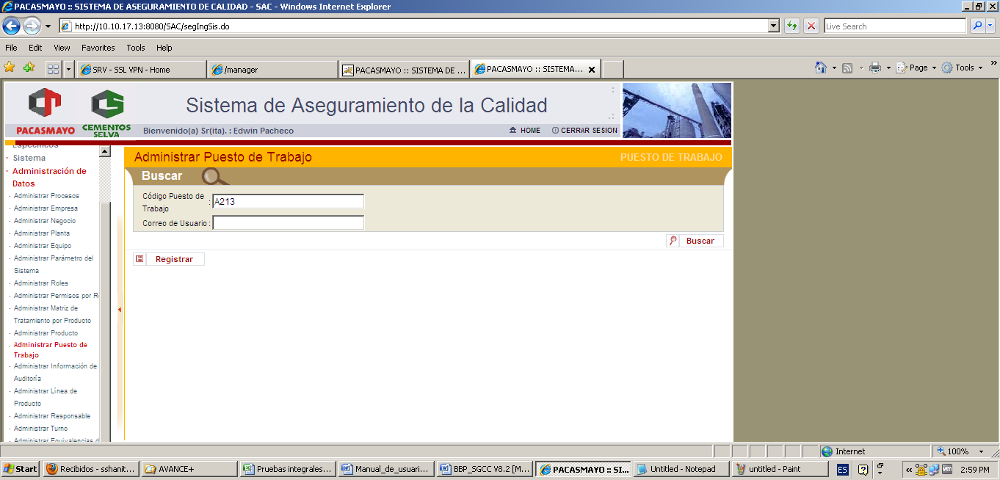 PACASMAYO :: SISTEMA DE ASEGURAMIENTO DE CALIDAD - SAC - Windows Internet Explorer
http://10.10.17.13:8080/SAC/segIngSis.do
Live Search
File Edit View Favorites Tools Help
SRV - SSL VPN - Home
/manager
PACASMAYO :: SISTEMA DE ...
PACASMAYO :: SISTEMA...
Page
Tools
PACASMAYO
CEMENTOS
SELVA
Sistema de Aseguramiento de la Calidad
Bienvenido(a) Sr(ita). : Edwin Pacheco
HOME
CERRAR SESION
Específicos
· Sistema
· Administración de
Datos
· Administrar Procesos
· Administrar Empresa
· Administrar Negocio
· Administrar Planta
· Administrar Equipo
· Administrar Parámetro del
Sistema
· Administrar Roles
· Administrar Permisos por R
· Administrar Matriz de
Tratamiento por Producto
· Administrar Producto
· Administrar Puesto de
Trabajo
· Administrar Información de
Auditoría
· Administrar Línea de
Producto
· Administrar Responsable
· Administrar Turno
· Administrar Equivalencias d
Administrar Puesto de Trabajo
PUESTO DE TRABAJO
Buscar
Código Puesto de
Trabajo : A213
Correo de Usuario :
Buscar
Registrar
Internet
100%
Start
Recibidos - sshanit...
AVANCE+
Pruebas integrales...
Manual_de_usuari...
BBP_SGCC V8.2 [M...
PACASMAYO :: SI...
Untitled - Notepad
untitled - Paint
ES
«
2:59 PM